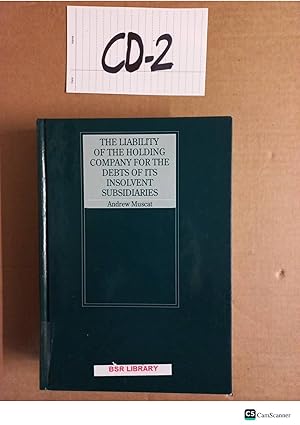 CD-2
THE LIABILITY
OF THE HOLDING
COMPANY FOR THE
DEBTS OF ITS
INSOLVENT
SUBSIDIARIES
Andrew Muscat
BSR LIBRARY
CS CamScanner